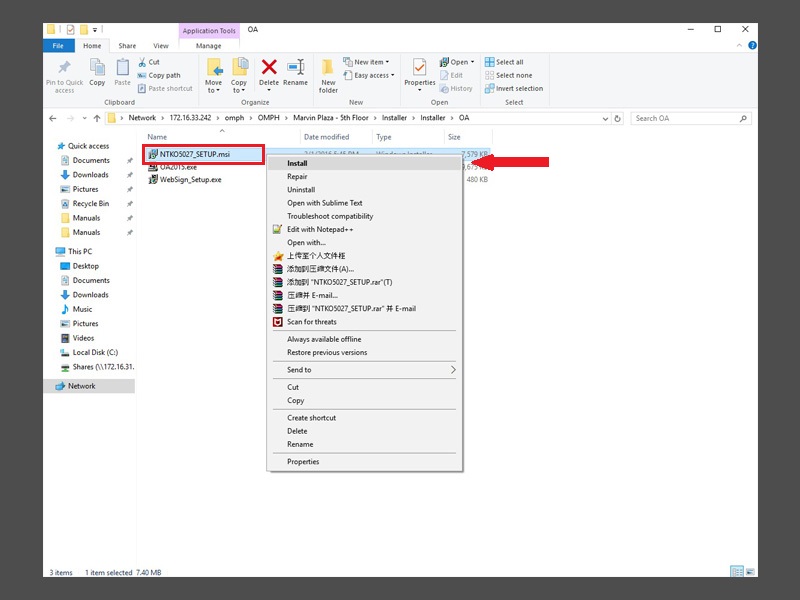 Application Tools
OA
File
Home
Share
View
Manage
Pin to Quick access
Copy
Paste
Cut
Copy path
Paste shortcut
Clipboard
Move to
Copy to
Delete
Rename
Organize
New folder
New item
Easy access
New
Properties
Open
Edit
History
Open
Select all
Select none
Invert selection
Select
Network > 172.16.33.242 > omph > OMPH > Marvin Plaza - 5th Floor > Installer > Installer > OA
Search OA
Name
Date modified
Type
Size
Quick access
Documents
Downloads
Pictures
Recycle Bin
Manuals
Manuals
This PC
Desktop
Documents
Downloads
Music
Pictures
Videos
Local Disk (C:)
Shares (\\172.16.31.
Network
NTKO5027_SETUP.msi
7,579 KB
OA2015.exe
WebSign_Setup.exe
480 KB
Install
Repair
Uninstall
Open with Sublime Text
Troubleshoot compatibility
Edit with Notepad++
Open with...
上传至个人文件柜
添加到压缩文件(A)...
添加到 "NTKO5027_SETUP.rar"(T)
压缩并 E-mail...
压缩到 "NTKO5027_SETUP.rar" 并 E-mail
Scan for threats
Always available offline
Restore previous versions
Send to
Cut
Copy
Create shortcut
Delete
Rename
Properties
3 items
1 item selected 7.40 MB